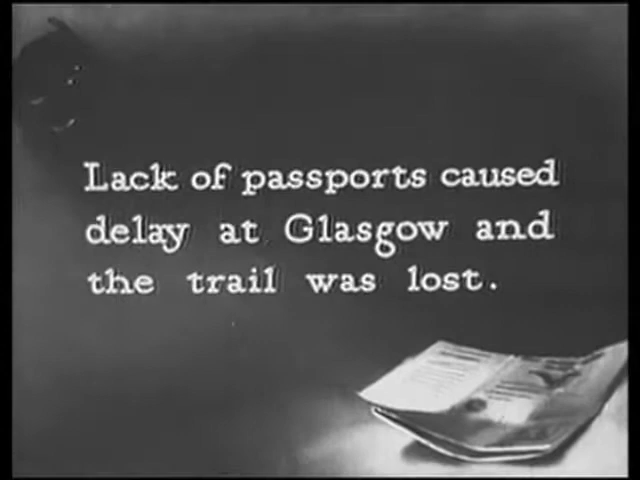 Lack of passports caused
delay at Glasgow and
the trail was lost.